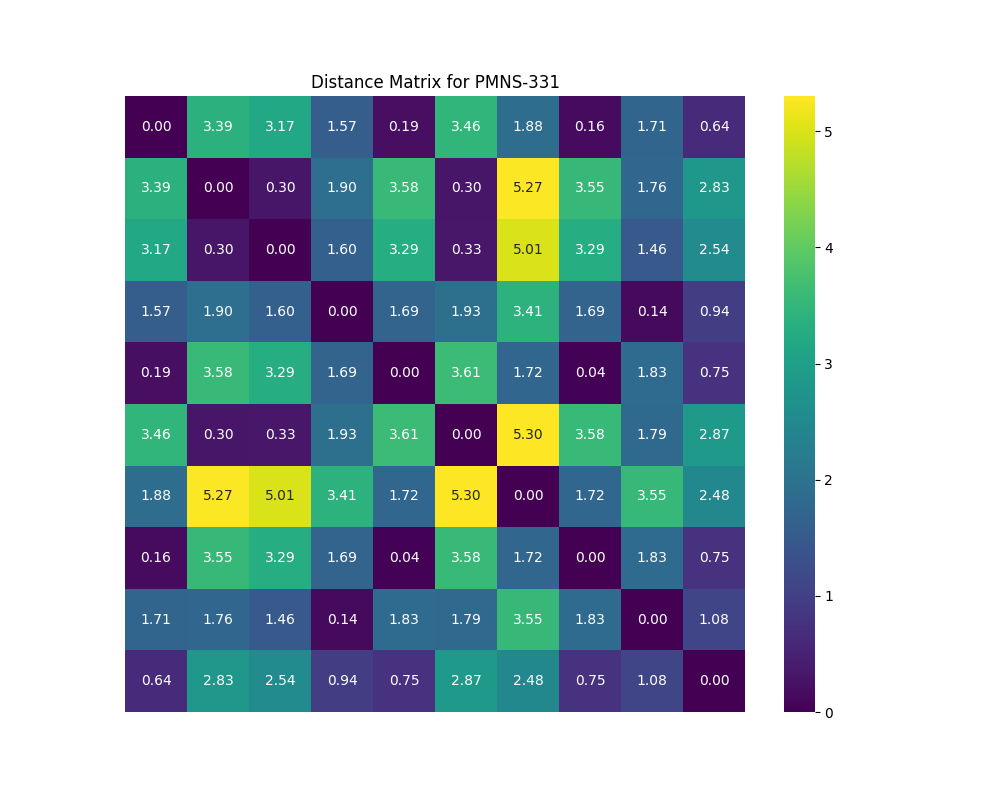 Distance Matrix for PMNS-331
0.00 3.39 3.17 1.57 0.19 3.46 1.88 0.16 1.71 0.64
3.39 0.00 0.30 1.90 3.58 0.30 5.27 3.55 1.76 2.83
3.17 0.30 0.00 1.60 3.29 0.33 5.01 3.29 1.46 2.54
1.57 1.90 1.60 0.00 1.69 1.93 3.41 1.69 0.14 0.94
0.19 3.58 3.29 1.69 0.00 3.61 1.72 0.04 1.83 0.75
3.46 0.30 0.33 1.93 3.61 0.00 5.30 3.58 1.79 2.87
1.88 5.27 5.01 3.41 1.72 5.30 0.00 1.72 3.55 2.48
0.16 3.55 3.29 1.69 0.04 3.58 1.72 0.00 1.83 0.75
1.71 1.76 1.46 0.14 1.83 1.79 3.55 1.83 0.00 1.08
0.64 2.83 2.54 0.94 0.75 2.87 2.48 0.75 1.08 0.00
5
4
3
2
1
0